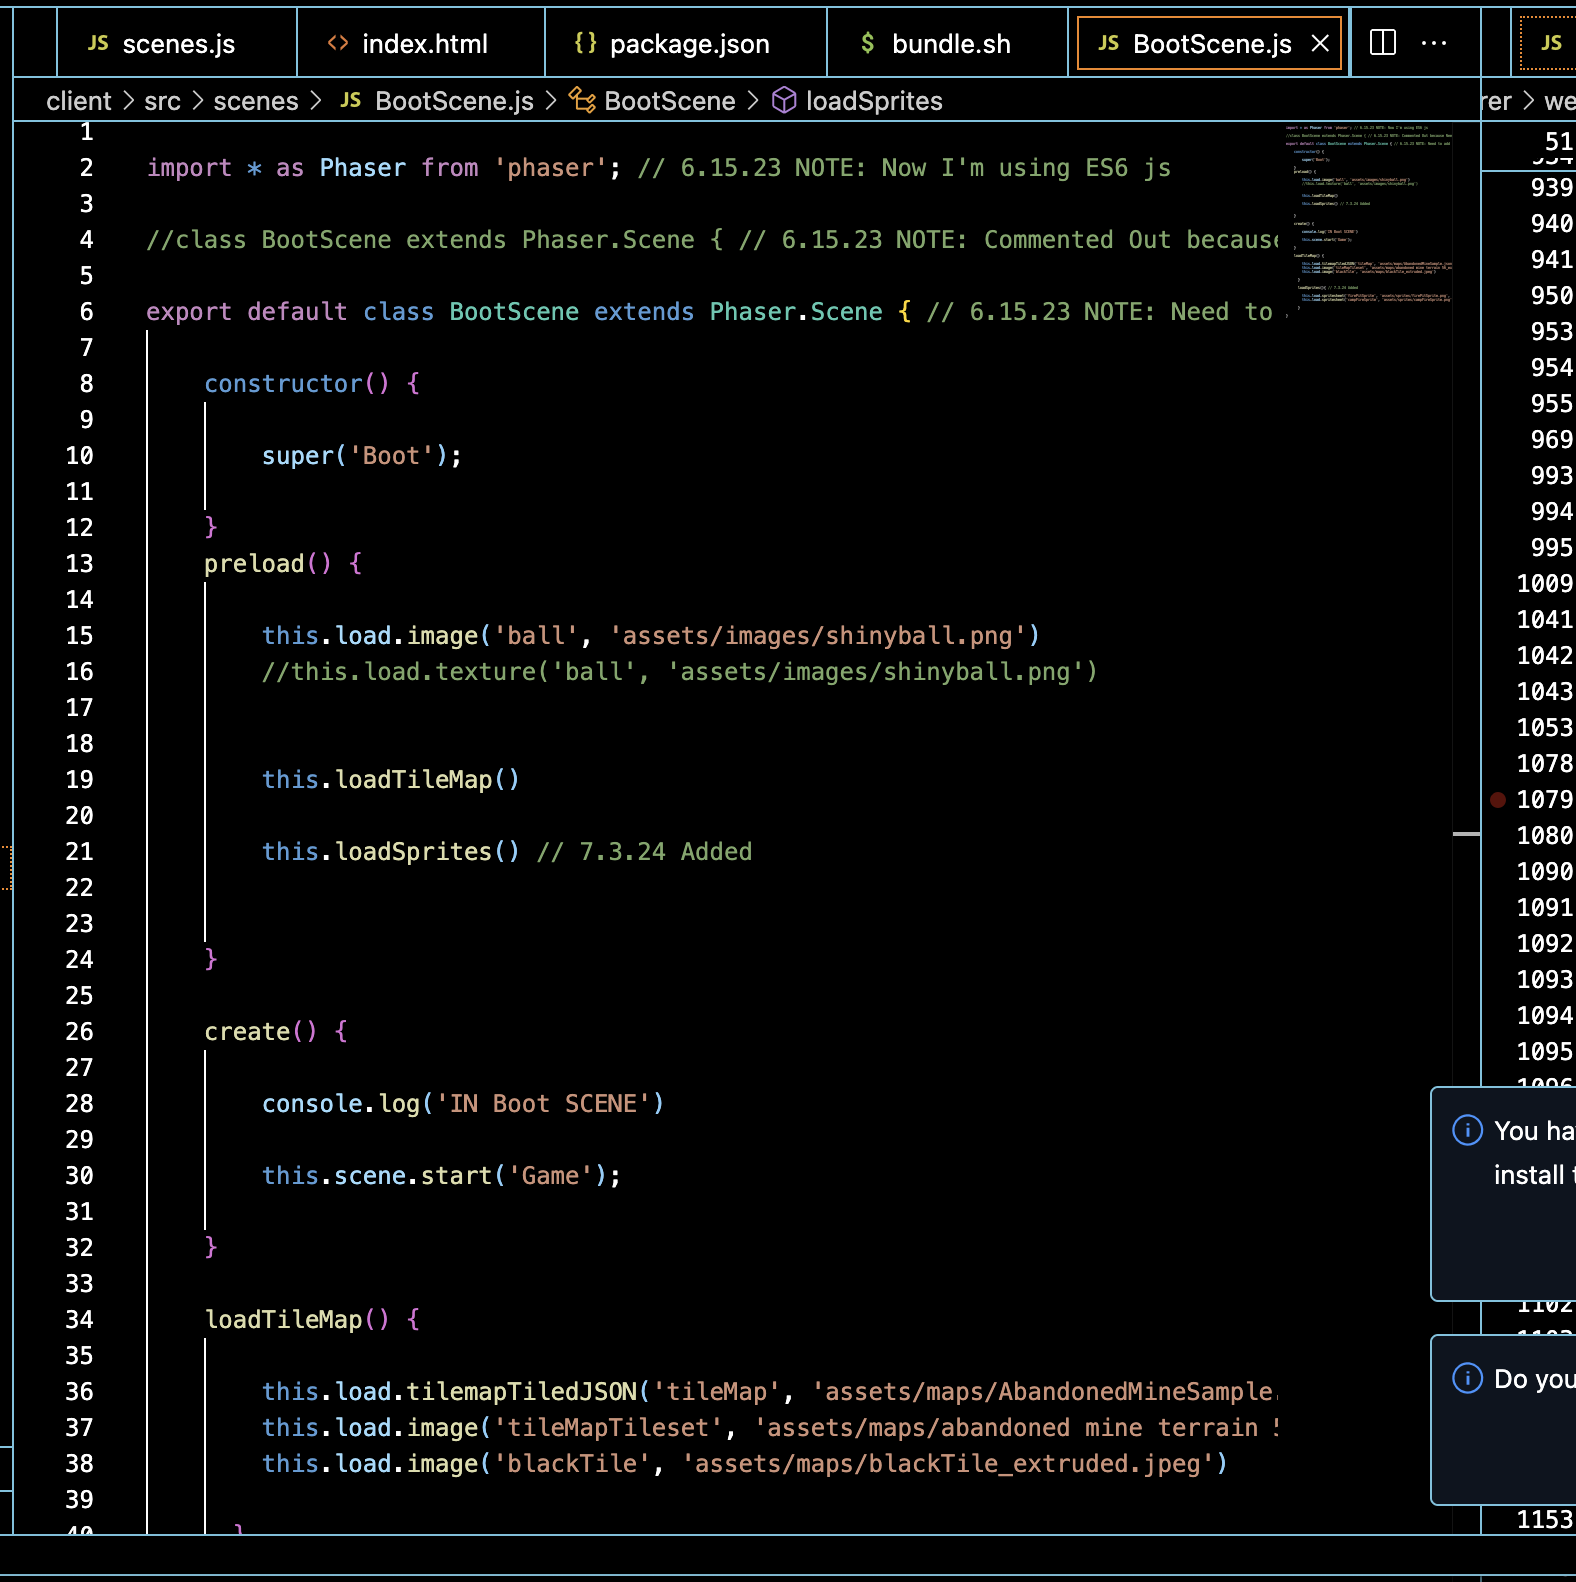 JS scenes.js <> index.html {} package.json $ bundle.sh JS BootScene.js × ... JS
client > src > scenes > JS BootScene.js > BootScene > loadSprites
rer > we
1
2 import * as Phaser from 'phaser'; // 6.15.23 NOTE: Now I'm using ES6 js
3
4 //class BootScene extends Phaser.Scene { // 6.15.23 NOTE: Commented Out because
5
6 export default class BootScene extends Phaser.Scene { // 6.15.23 NOTE: Need to
7
8 constructor() {
9
10 super('Boot');
11
12 }
13 preload() {
14
15 this.load.image('ball', 'assets/images/shinyball.png')
16 //this.load.texture('ball', 'assets/images/shinyball.png')
17
18
19 this.loadTileMap()
20
21 this.loadSprites() // 7.3.24 Added
22
23
24 }
25
26 create() {
27
28 console.log('IN Boot SCENE')
29
30 this.scene.start('Game');
31
32 }
33
34 loadTileMap() {
35
36 this.load.tilemapTiledJSON('tileMap', 'assets/maps/AbandonedMineSample.
37 this.load.image('tileMapTileset', 'assets/maps/abandoned mine terrain 5
38 this.load.image('blackTile', 'assets/maps/blackTile_extruded.jpeg')
39
40 }
51
939
940
941
950
953
954
955
969
993
994
995
1009
1041
1042
1043
1053
1078
1079
1080
1090
1091
1092
1093
1094
1095
1096
You ha
install
1102
Do you
1153